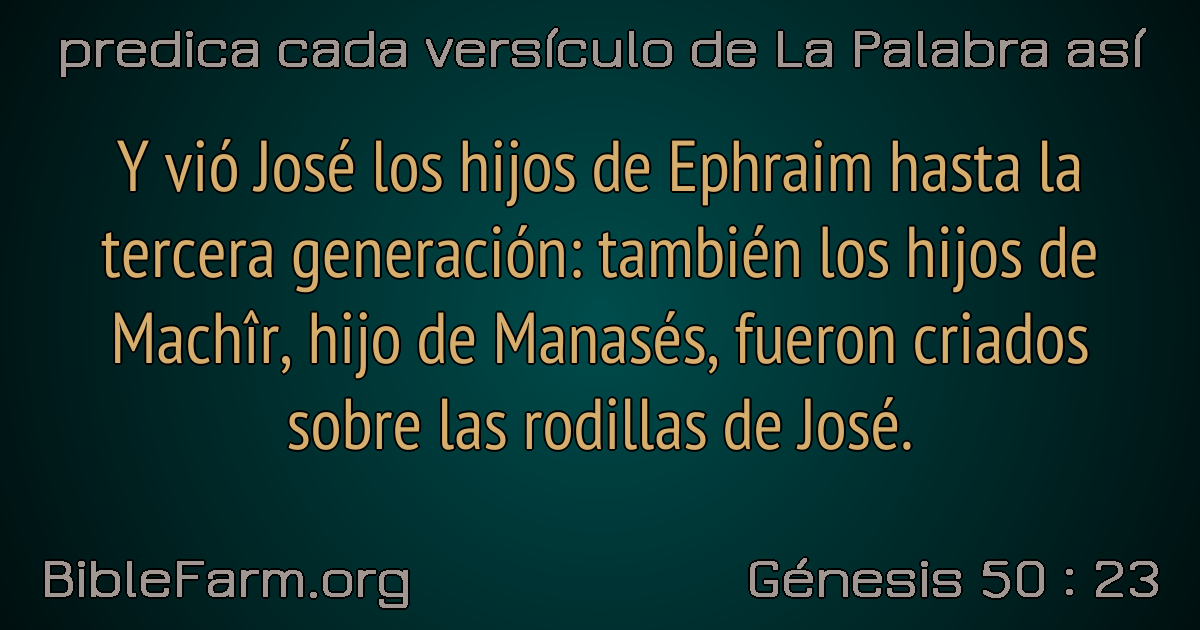 predica cada versículo de La Palabra así
Y vió José los hijos de Ephraim hasta la
tercera generación: también los hijos de
Machîr, hijo de Manasés, fueron criados
sobre las rodillas de José.
BibleFarm.org
Génesis 50 : 23